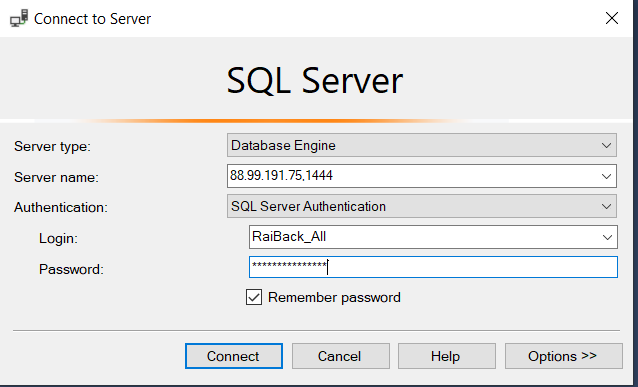 Connect to Server
SQL Server
Server type: Database Engine
Server name: 88.99.191.75,1444
Authentication: SQL Server Authentication
Login: RaiBack_All
Password: ***************
Remember password
Connect Cancel Help Options >>